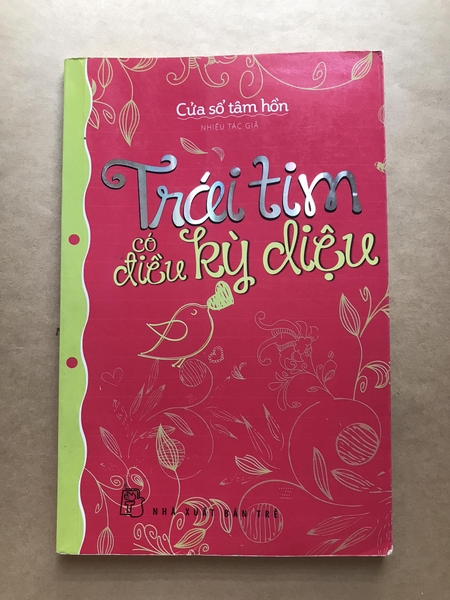 Cửa sổ tâm hồn
NHIỀU TÁC GIẢ
Trái tim
có điều kỳ diệu
NHÀ XUẤT BẢN TRẺ